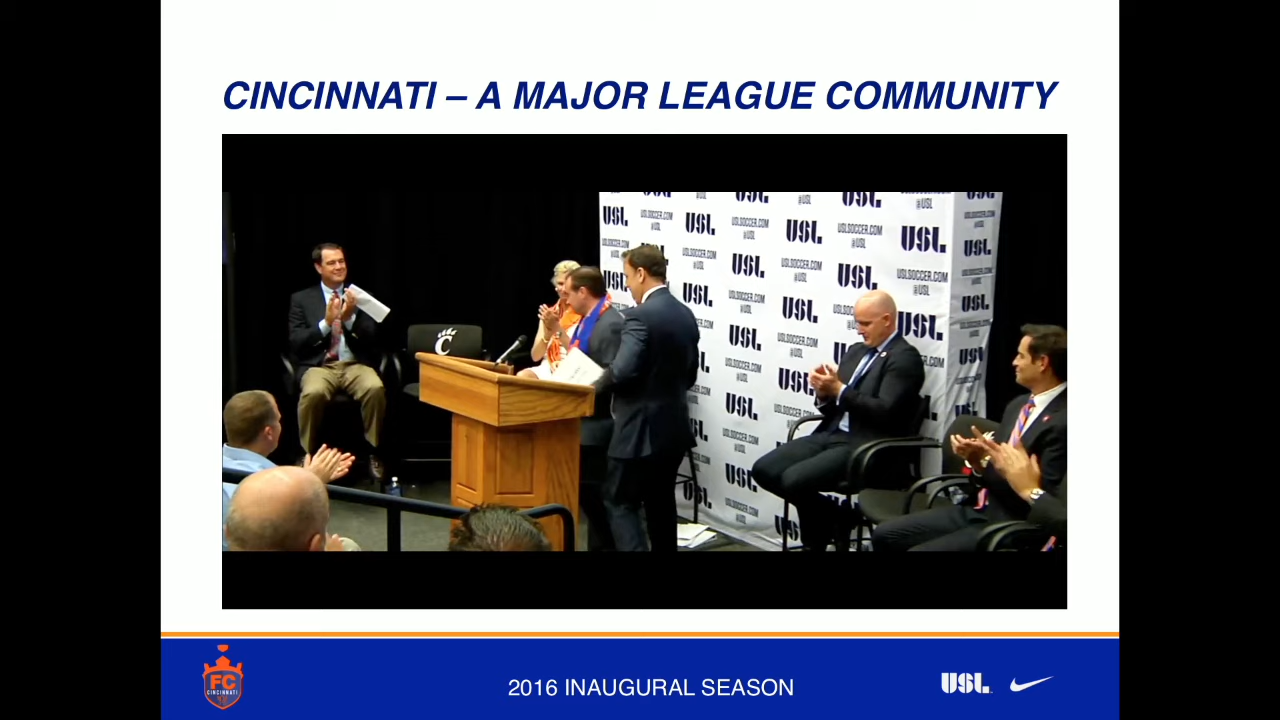 CINCINNATI – A MAJOR LEAGUE COMMUNITY
USL
USLSOCCER.COM
@USL
C
FC
CINCINNATI
2016 INAUGURAL SEASON
USL